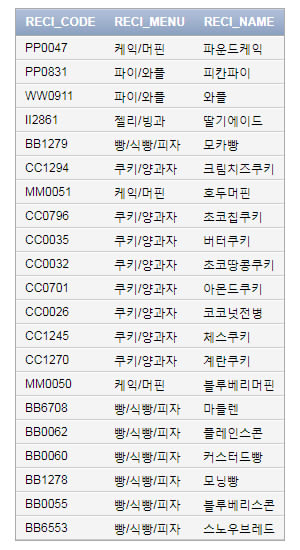 RECI_CODE RECI_MENU RECI_NAME
PP0047 케익/머핀 파운드케익
PP0831 파이/와플 피칸파이
WW0911 파이/와플 와플
II2861 젤리/빙과 딸기에이드
BB1279 빵/식빵/피자 모카빵
CC1294 쿠키/양과자 크림치즈쿠키
MM0051 케익/머핀 호두머핀
CC0796 쿠키/양과자 초코칩쿠키
CC0035 쿠키/양과자 버터쿠키
CC0032 쿠키/양과자 초코땅콩쿠키
CC0701 쿠키/양과자 아몬드쿠키
CC0026 쿠키/양과자 코코넛전병
CC1245 쿠키/양과자 체스쿠키
CC1270 쿠키/양과자 계란쿠키
MM0050 케익/머핀 블루베리머핀
BB6708 빵/식빵/피자 마들렌
BB0062 빵/식빵/피자 플레인스콘
BB0060 빵/식빵/피자 커스터드빵
BB1278 빵/식빵/피자 모닝빵
BB0055 빵/식빵/피자 블루베리스콘
BB6553 빵/식빵/피자 스노우브레드